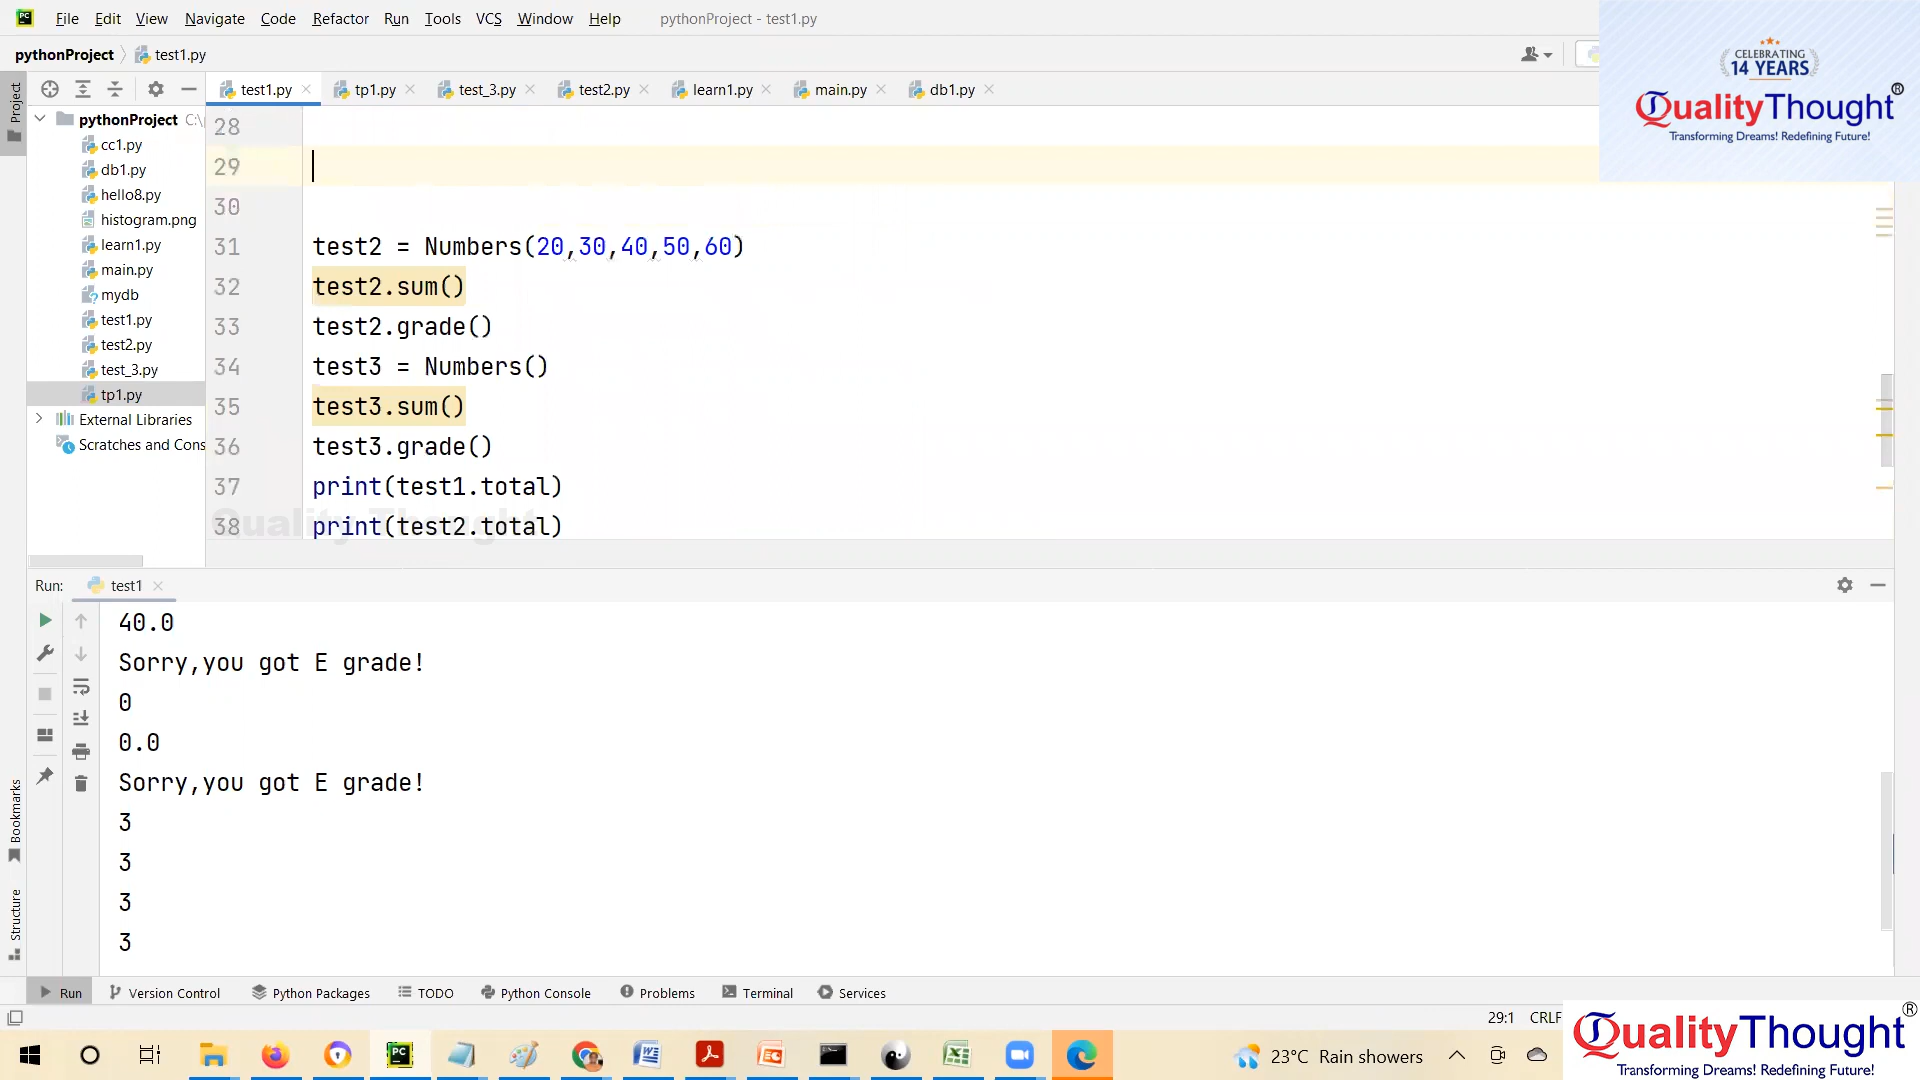 File Edit View Navigate Code Refactor Run Tools VCS Window Help pythonProject - test1.py
pythonProject test1.py
CELEBRATING
14 YEARS
QualityThought®
Transforming Dreams! Redefining Future!
Project
test1.py tp1.py test_3.py test2.py learn1.py main.py db1.py
pythonProject C:\
cc1.py
db1.py
hello8.py
histogram.png
learn1.py
main.py
mydb
test1.py
test2.py
test_3.py
tp1.py
External Libraries
Scratches and Cons
28
29
30
31 test2 = Numbers(20,30,40,50,60)
32 test2.sum()
33 test2.grade()
34 test3 = Numbers()
35 test3.sum()
36 test3.grade()
37 print(test1.total)
38 print(test2.total)
Quality Thought
Run: test1
40.0
Sorry,you got E grade!
0
0.0
Sorry,you got E grade!
3
3
3
3
Bookmarks
Structure
Run Version Control Python Packages TODO Python Console Problems Terminal Services
29:1 CRLF
23°C Rain showers
QualityThought®
Transforming Dreams! Redefining Future!